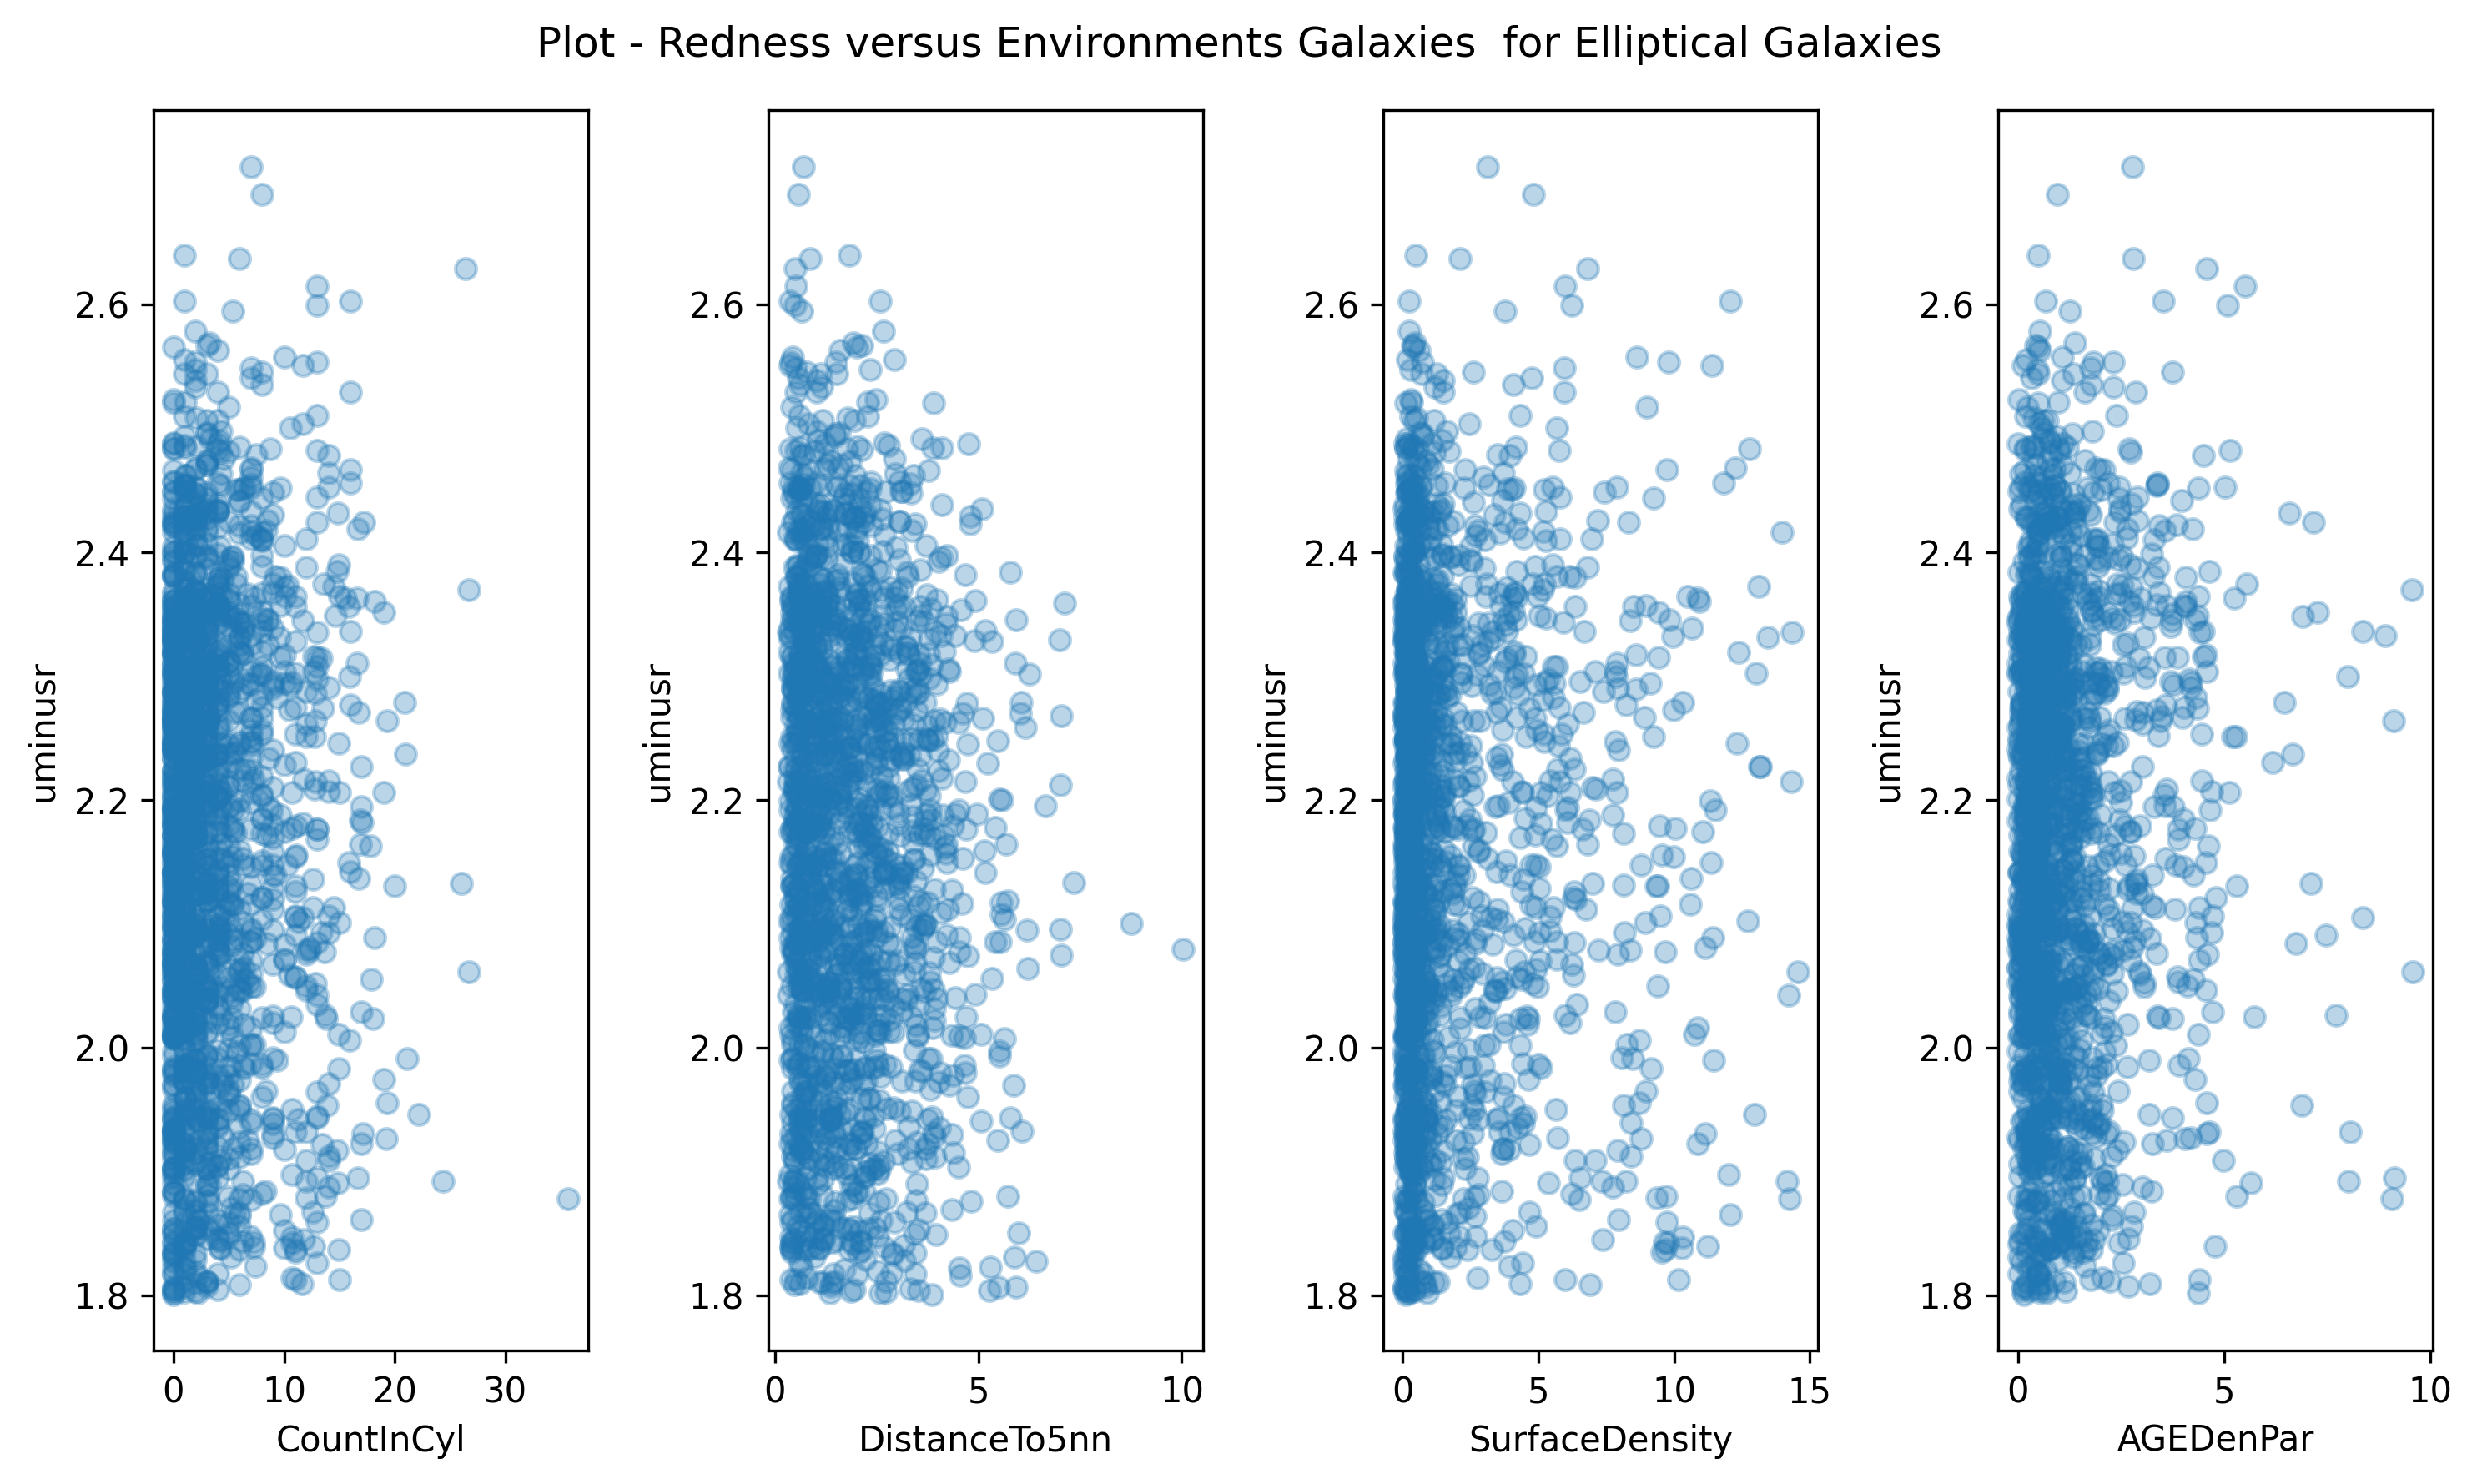 Plot - Redness versus Environments Galaxies  for Elliptical Galaxies
uminusr
2.6
2.4
2.2
2.0
1.8
0 10 20 30
CountInCyl
uminusr
2.6
2.4
2.2
2.0
1.8
0 5 10
DistanceTo5nn
uminusr
2.6
2.4
2.2
2.0
1.8
0 5 10 15
SurfaceDensity
uminusr
2.6
2.4
2.2
2.0
1.8
0 5 10
AGEDenPar